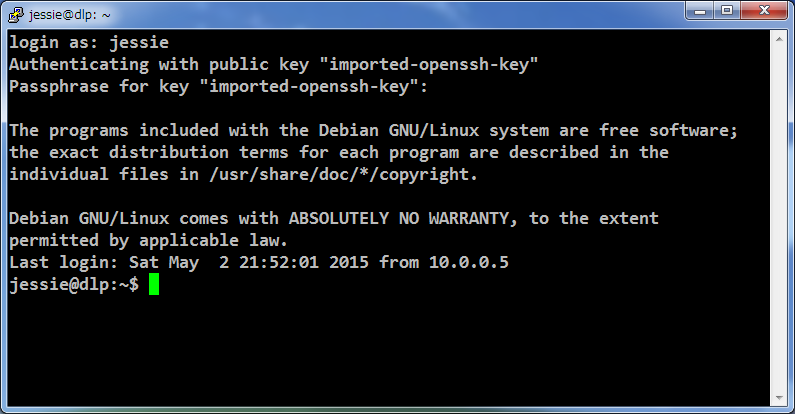 jessie@dlp: ~
login as: jessie
Authenticating with public key "imported-openssh-key"
Passphrase for key "imported-openssh-key":
The programs included with the Debian GNU/Linux system are free software;
the exact distribution terms for each program are described in the
individual files in /usr/share/doc/*/copyright.
Debian GNU/Linux comes with ABSOLUTELY NO WARRANTY, to the extent
permitted by applicable law.
Last login: Sat May  2 21:52:01 2015 from 10.0.0.5
jessie@dlp:~$